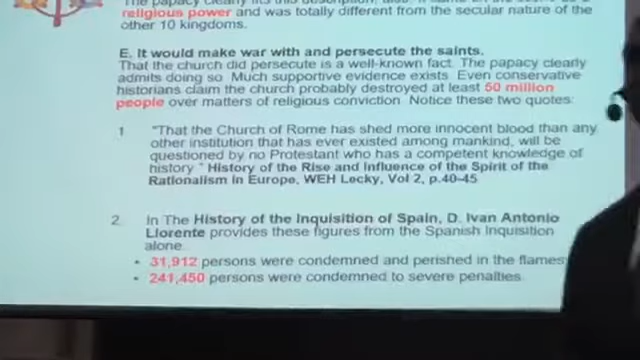 religious power and was totally different from the secular nature of the
other 10 kingdoms.
E. It would make war with and persecute the saints.
That the church did persecute is a well-known fact. The papacy clearly
admits doing so. Much supportive evidence exists. Even conservative
historians claim the church probably destroyed at least 50 million
people over matters of religious conviction. Notice these two quotes:
1 "That the Church of Rome has shed more innocent blood than any
other institution that has ever existed among mankind, will be
questioned by no Protestant who has a competent knowledge of
history." History of the Rise and Influence of the Spirit of the
Rationalism in Europe, WEH Lecky, Vol 2, p.40-45
2. In The History of the Inquisition of Spain, D. Ivan Antonio
Llorente provides these figures from the Spanish Inquisition
alone.
• 31,912 persons were condemned and perished in the flames
• 241,450 persons were condemned to severe penalties.